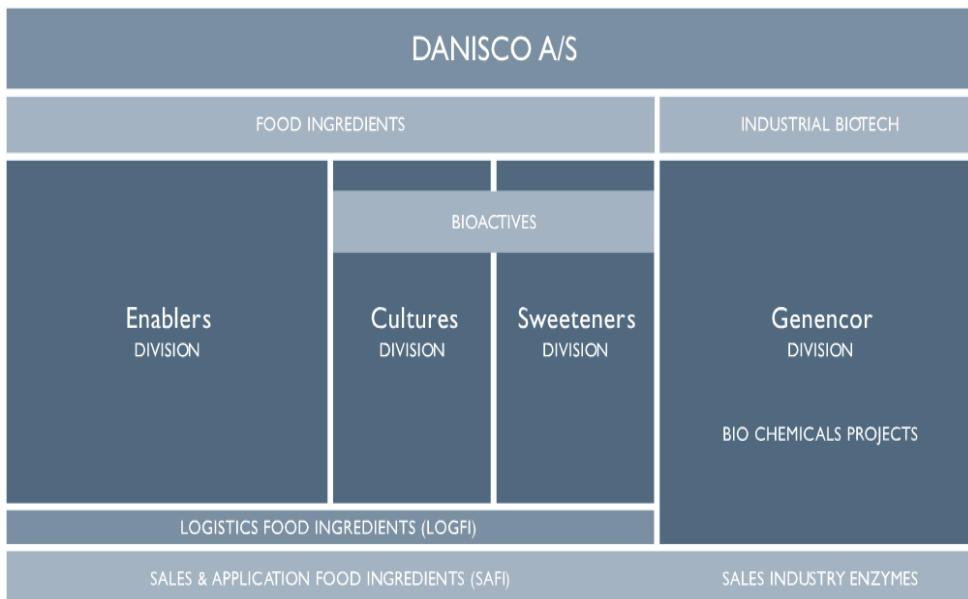 DANISCO A/S
FOOD INGREDIENTS
INDUSTRIAL BIOTECH
BIOACTIVES
Enablers
DIVISION
Cultures
DIVISION
Sweeteners
DIVISION
Genencor
DIVISION
BIO CHEMICALS PROJECTS
LOGISTICS FOOD INGREDIENTS (LOGFI)
SALES & APPLICATION FOOD INGREDIENTS (SAFI)
SALES INDUSTRY ENZYMES